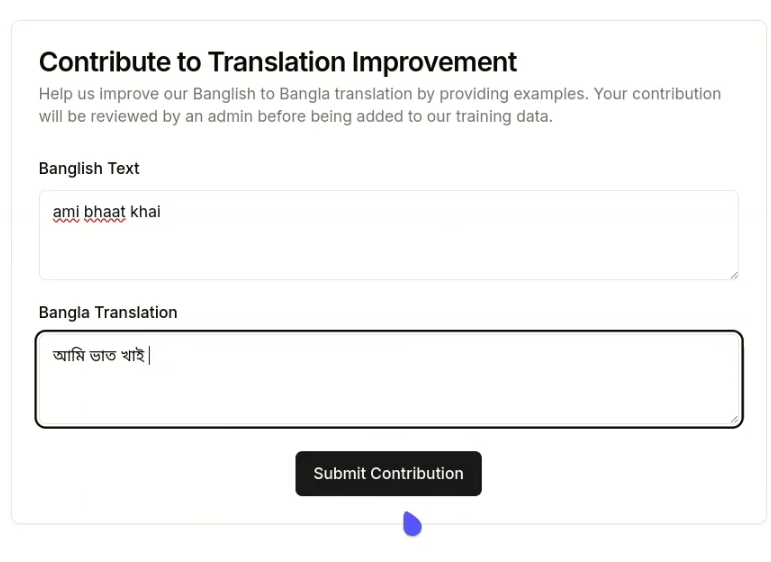 Contribute to Translation Improvement
Help us improve our Banglish to Bangla translation by providing examples. Your contribution
will be reviewed by an admin before being added to our training data.
Banglish Text
ami bhaat khai
Bangla Translation
আমি ভাত খাই
Submit Contribution